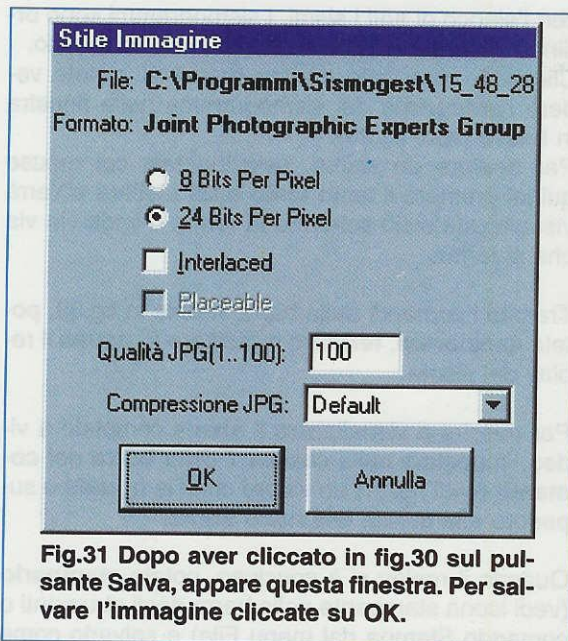 Stile Immagine
File: C:\Programmi\Sismogest\15_48_28
Formato: Joint Photographic Experts Group
8 Bits Per Pixel
24 Bits Per Pixel
Interlaced
Placeable
Qualità JPG(1..100): 100
Compressione JPG: Default
OK Annulla
Fig.31 Dopo aver cliccato in fig.30 sul pul-
sante Salva, appare questa finestra. Per sal-
vare l'immagine cliccate su OK.